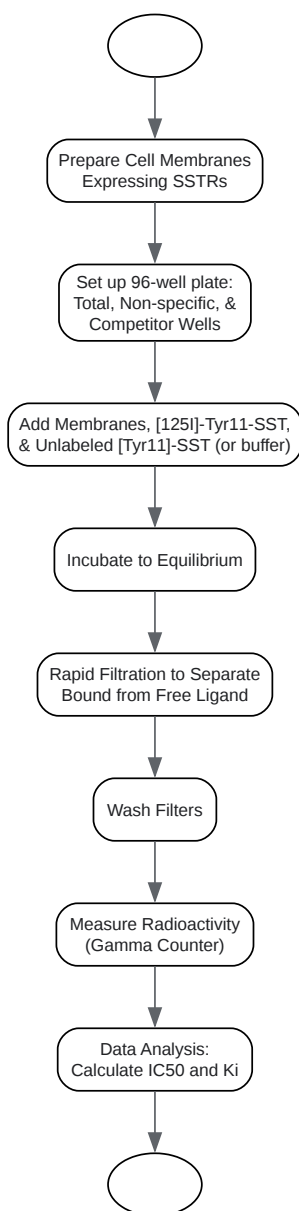 Prepare Cell Membranes
Expressing SSTRs
Set up 96-well plate:
Total, Non-specific, &
Competitor Wells
Add Membranes, [125I]-Tyr11-SST,
& Unlabeled [Tyr11]-SST (or buffer)
Incubate to Equilibrium
Rapid Filtration to Separate
Bound from Free Ligand
Wash Filters
Measure Radioactivity
(Gamma Counter)
Data Analysis:
Calculate IC50 and Ki